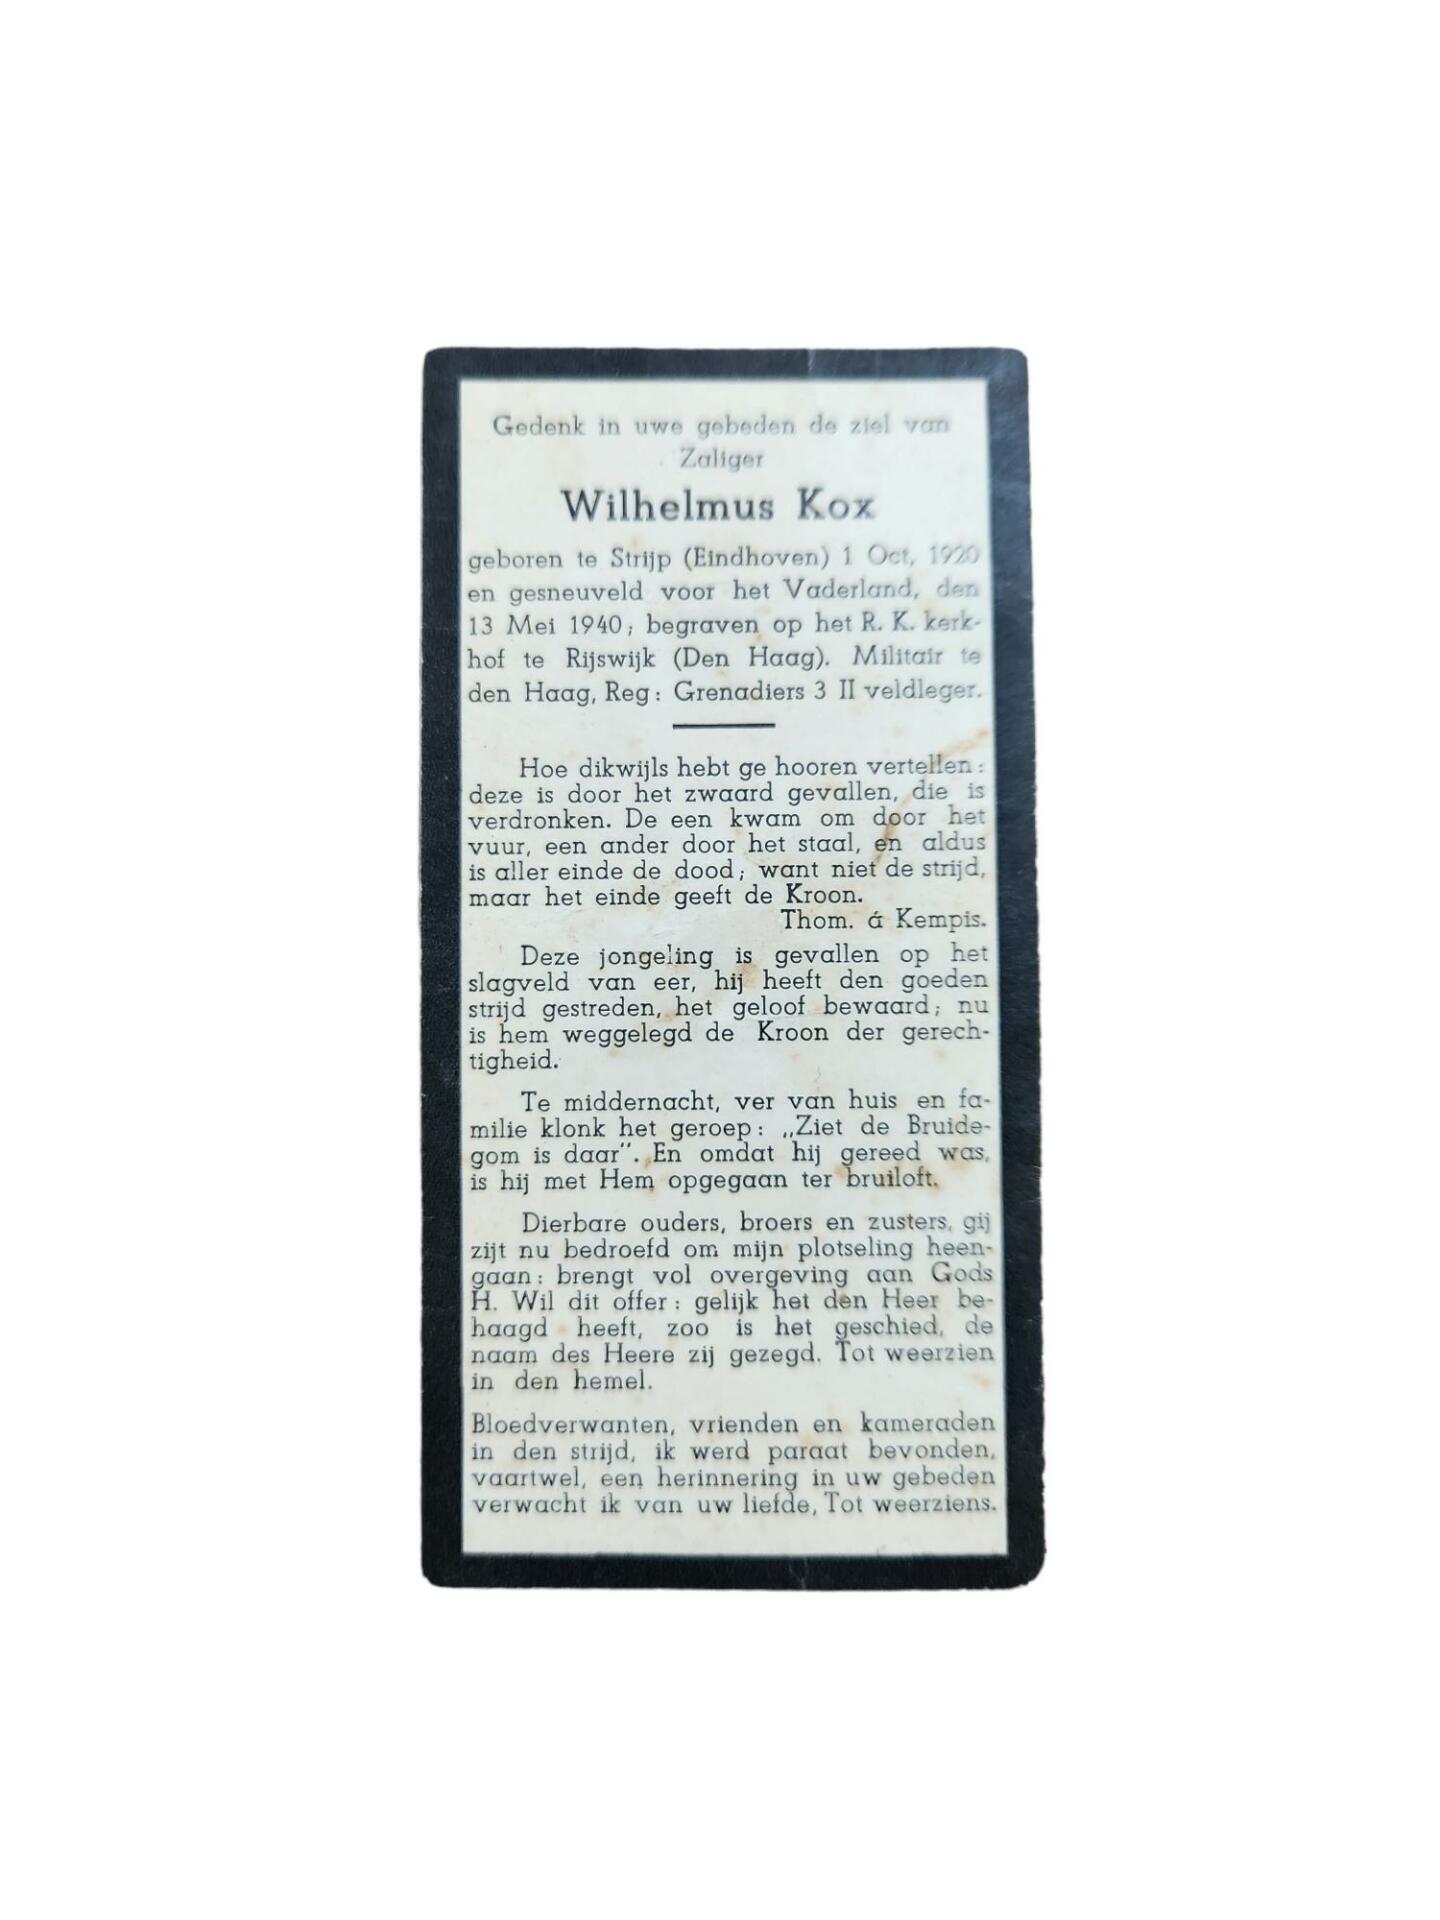 Gedenk in uwe gebeden de ziel van
Zaliger
Wilhelmus Kox
geboren te Strijp (Eindhoven) 1 Oct, 1920
en gesneuveld voor het Vaderland, den
13 Mei 1940; begraven op het R. K. kerk-
hof te Rijswijk (Den Haag). Militair te
den Haag, Reg: Grenadiers 3 II veldleger.
Hoe dikwijls hebt ge hooren vertellen:
deze is door het zwaard gevallen, die is
verdronken. De een kwam om door het
vuur, een ander door het staal, en aldus
is aller einde de dood; want niet de strijd,
maar het einde geeft de Kroon.
Thom. á Kempis.
Deze jongeling is gevallen op het
slagveld van eer, hij heeft den goeden
strijd gestreden, het geloof bewaard; nu
is hem weggelegd de Kroon der gerech-
tigheid.
Te middernacht, ver van huis en fa-
milie klonk het geroep: „Ziet de Bruide-
gom is daar”. En omdat hij gereed was,
is hij met Hem opgegaan ter bruiloft.
Dierbare ouders, broers en zusters, gij
zijt nu bedroefd om mijn plotseling heen-
gaan: brengt vol overgeving aan Gods
H. Wil dit offer: gelijk het den Heer be-
haagd heeft, zoo is het geschied, de
naam des Heere zij gezegd. Tot weerzien
in den hemel.
Bloedverwanten, vrienden en kameraden
in den strijd, ik werd paraat bevonden,
vaartwel, een herinnering in uw gebeden
verwacht ik van uw liefde, Tot weerziens.